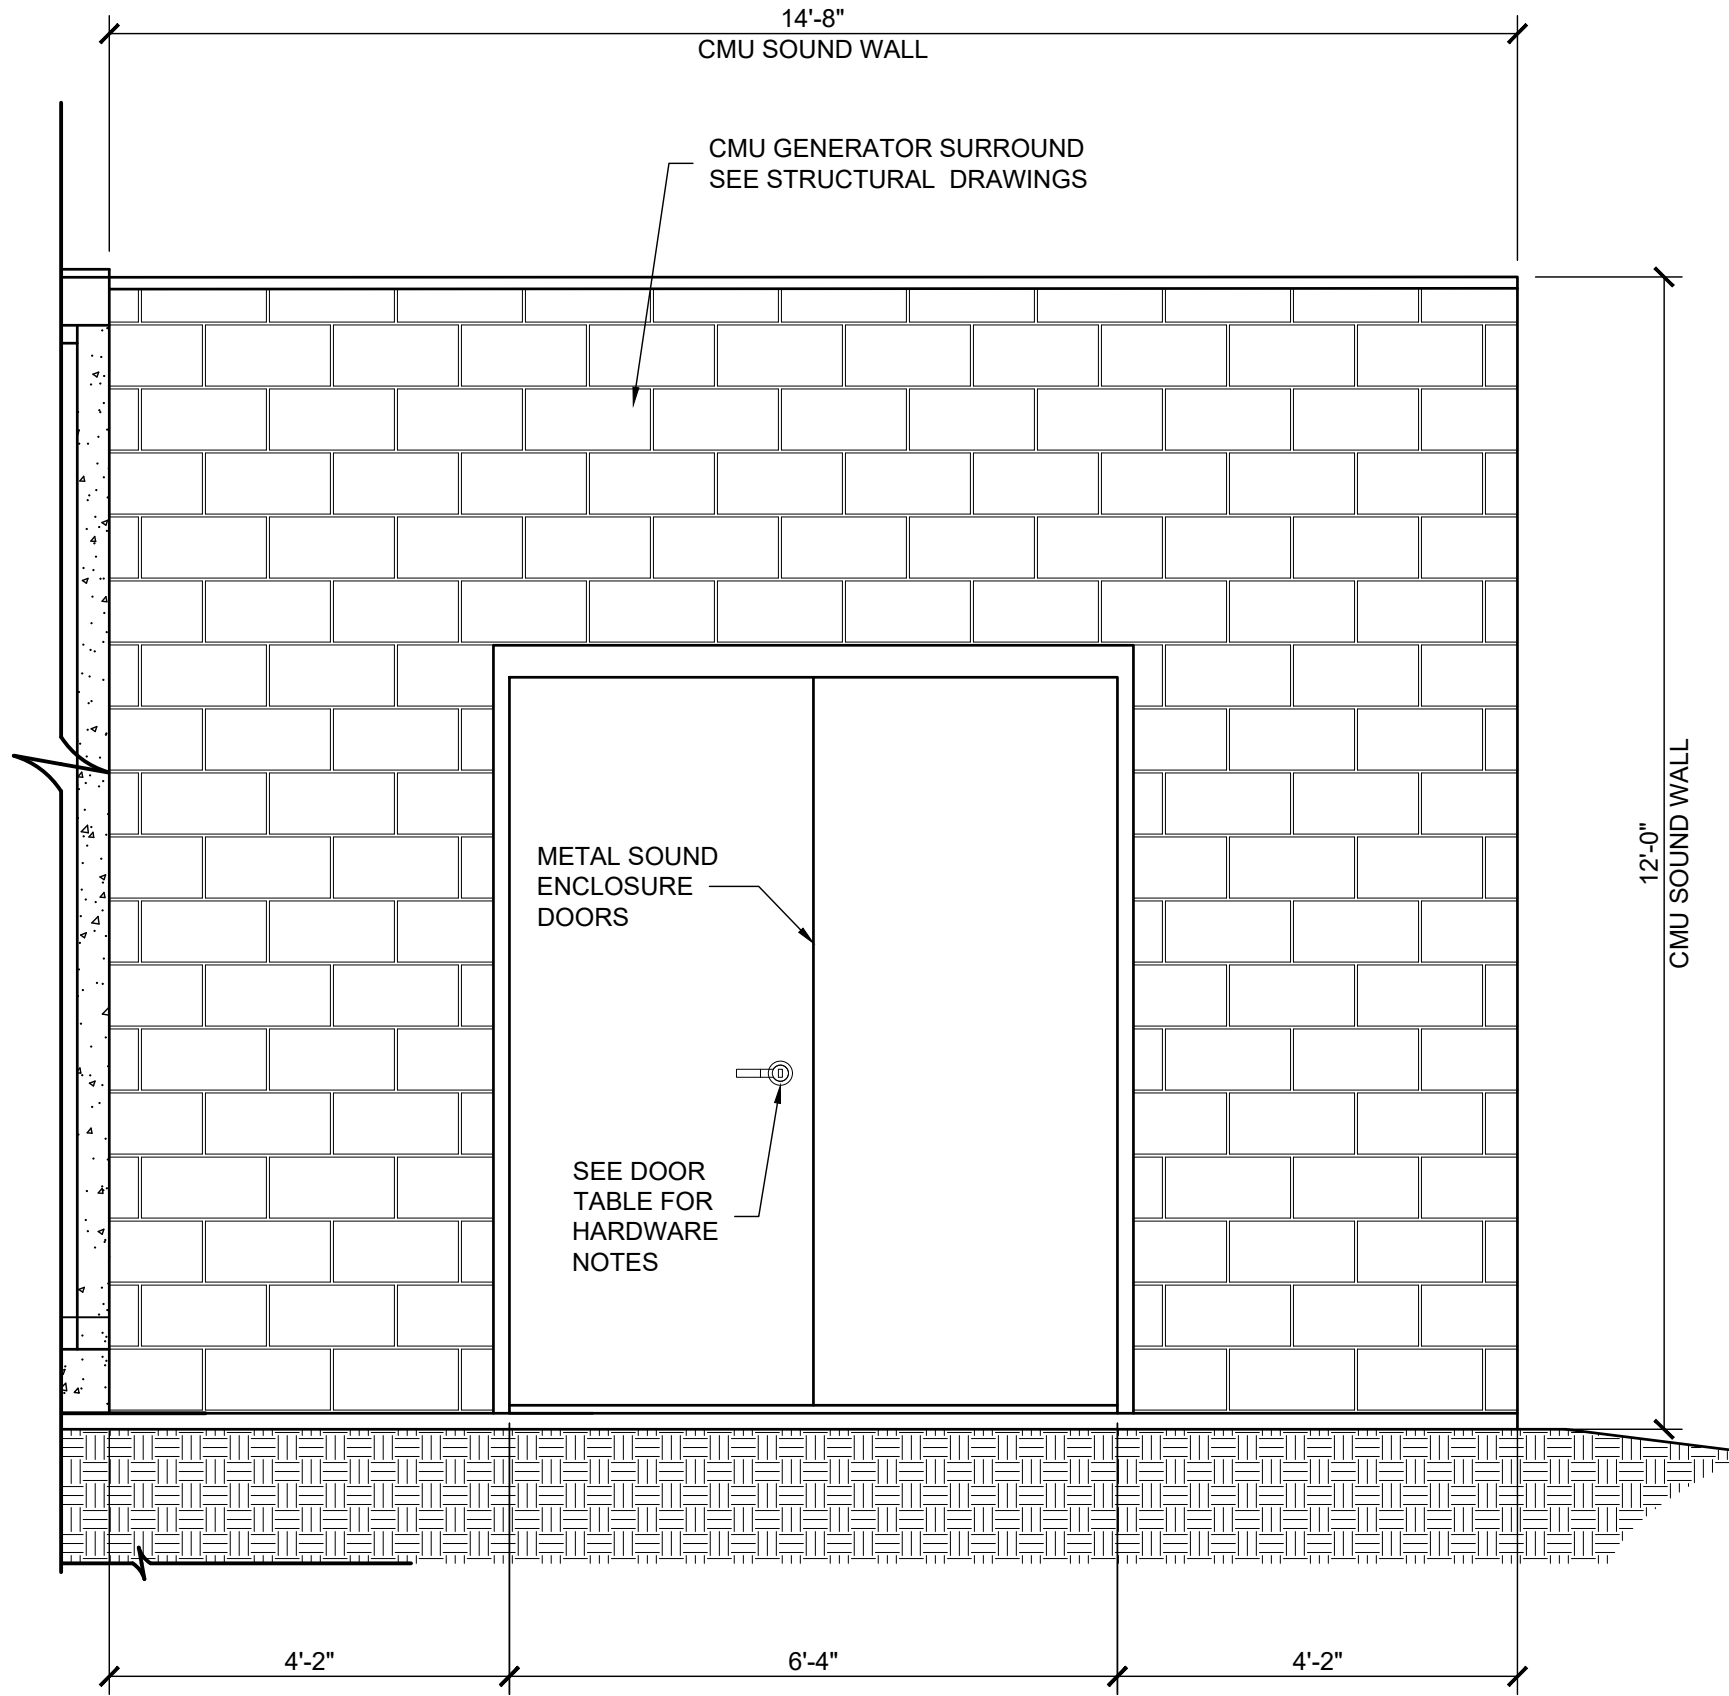 14'-8"
CMU SOUND WALL
CMU GENERATOR SURROUND
SEE STRUCTURAL  DRAWINGS
METAL SOUND
ENCLOSURE
DOORS
12'-0"
CMU SOUND WALL
SEE DOOR
TABLE FOR
HARDWARE
NOTES
4'-2"
6'-4"
4'-2"